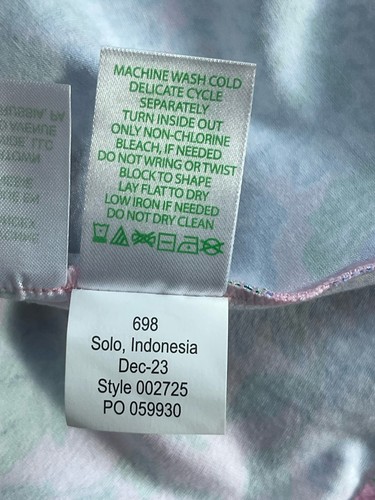 MACHINE WASH COLD
DELICATE CYCLE
SEPARATELY
TURN INSIDE OUT
ONLY NON-CHLORINE
BLEACH, IF NEEDED
DO NOT WRING OR TWIST
BLOCK TO SHAPE
LAY FLAT TO DRY
LOW IRON IF NEEDED
DO NOT DRY CLEAN
698
Solo, Indonesia
Dec-23
Style 002725
PO 059930